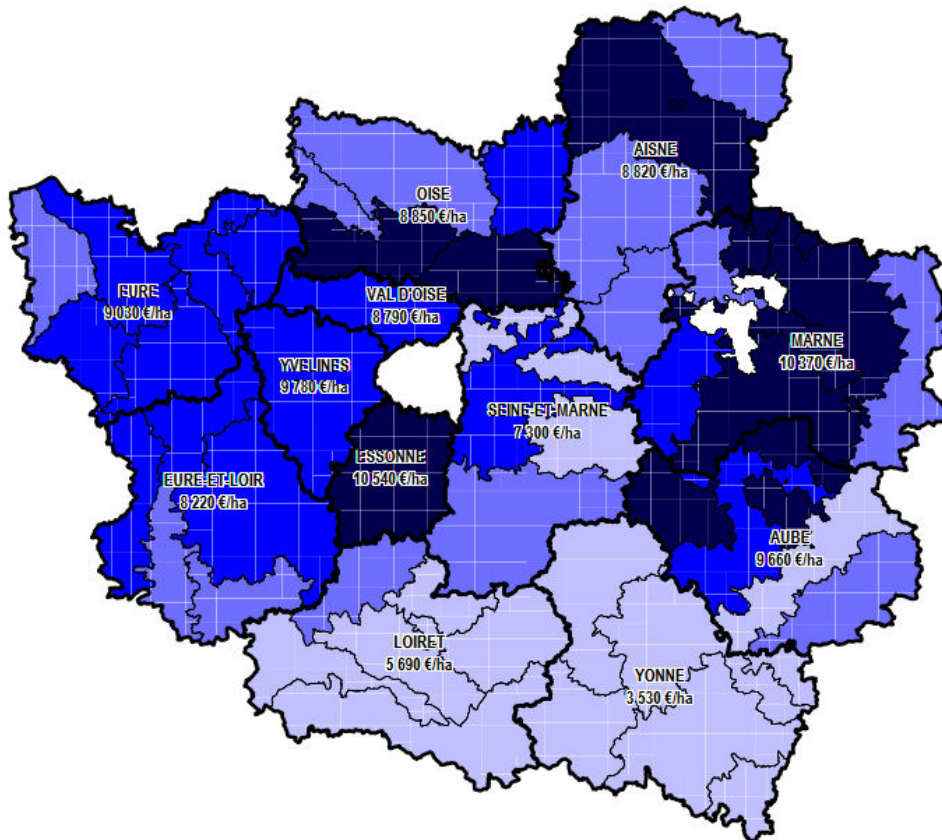 02
AISNE
8 820 €/ha
OISE
8 850 €/ha
EURE
9 030 €/ha
VAL D'OISE
8 790 €/ha
MARNE
10 370 €/ha
YVELINES
9 780 €/ha
SEINE-ET-MARNE
7 300 €/ha
ESSONNE
10 540 €/ha
EURE-ET-LOIR
8 220 €/ha
AUBE
9 660 €/ha
LOIRET
5 690 €/ha
YONNE
3 530 €/ha